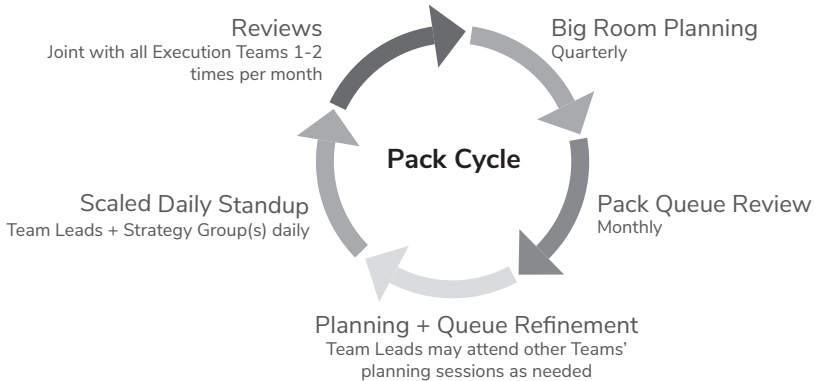 Reviews
Joint with all Execution Teams 1-2
times per month
Big Room Planning
Quarterly
Pack Cycle
Scaled Daily Standup
Team Leads + Strategy Group(s) daily
Pack Queue Review
Monthly
Planning + Queue Refinement
Team Leads may attend other Teams’
planning sessions as needed